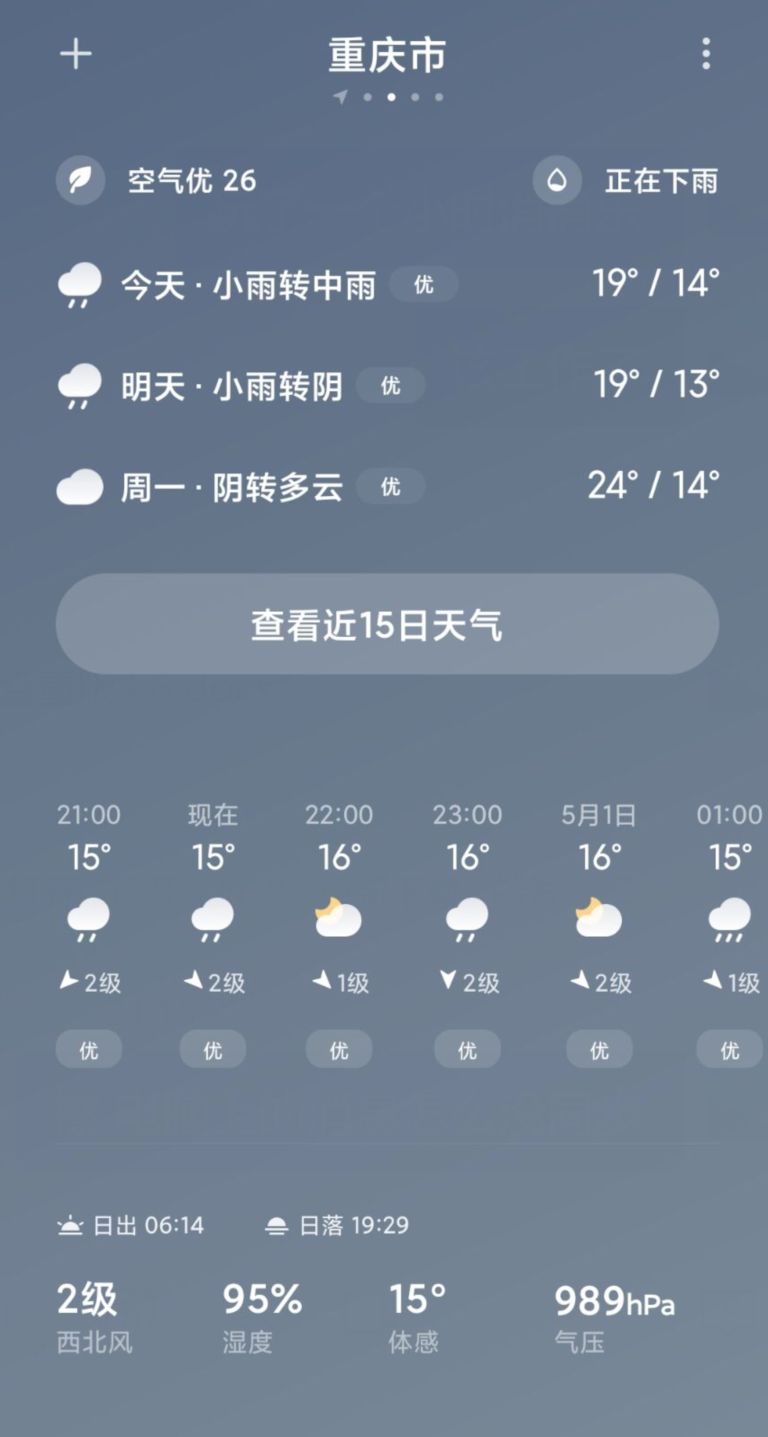 重庆市
空气优 26 正在下雨
今天 · 小雨转中雨 优 19° / 14°
明天 · 小雨转阴 优 19° / 13°
周一 · 阴转多云 优 24° / 14°
查看近15日天气
21:00 现在 22:00 23:00 5月1日 01:00
15° 15° 16° 16° 16° 15°
2级 2级 1级 2级 2级 1级
优 优 优 优 优 优
日出 06:14 日落 19:29
2级 95% 15° 989hPa
西北风 湿度 体感 气压